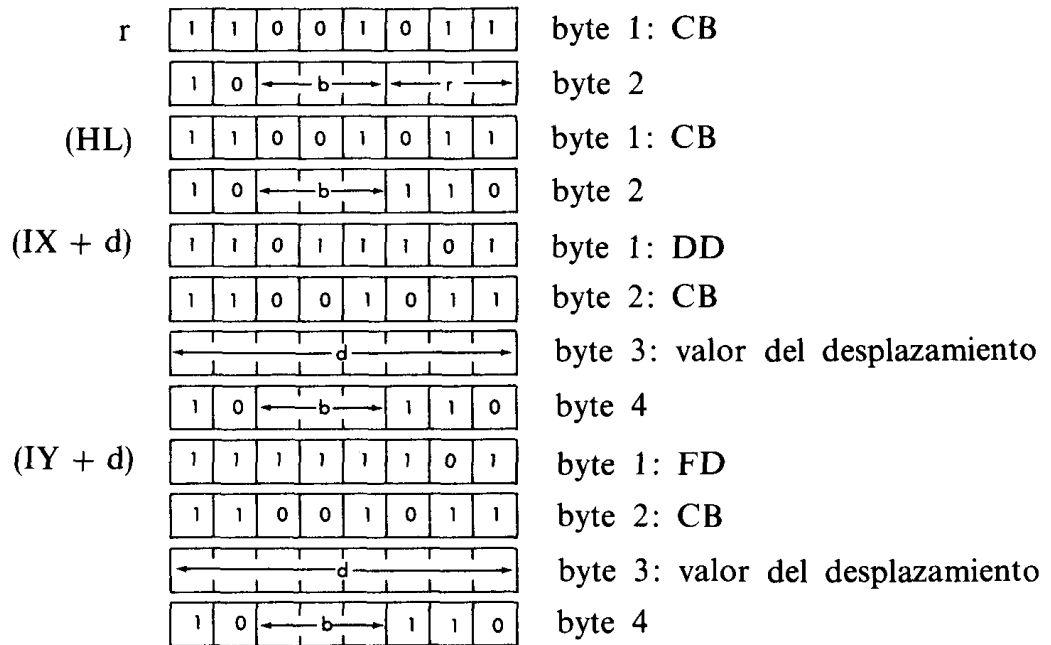 r 1 1 0 0 1 0 1 1 byte 1: CB
1 0 b r byte 2
(HL) 1 1 0 0 1 0 1 1 byte 1: CB
1 0 b 1 1 0 byte 2
(IX + d) 1 1 0 1 1 1 0 1 byte 1: DD
1 1 0 0 1 0 1 1 byte 2: CB
d byte 3: valor del desplazamiento
1 0 b 1 1 0 byte 4
(IY + d) 1 1 1 1 1 1 0 1 byte 1: FD
1 1 0 0 1 0 1 1 byte 2: CB
d byte 3: valor del desplazamiento
1 0 b 1 1 0 byte 4